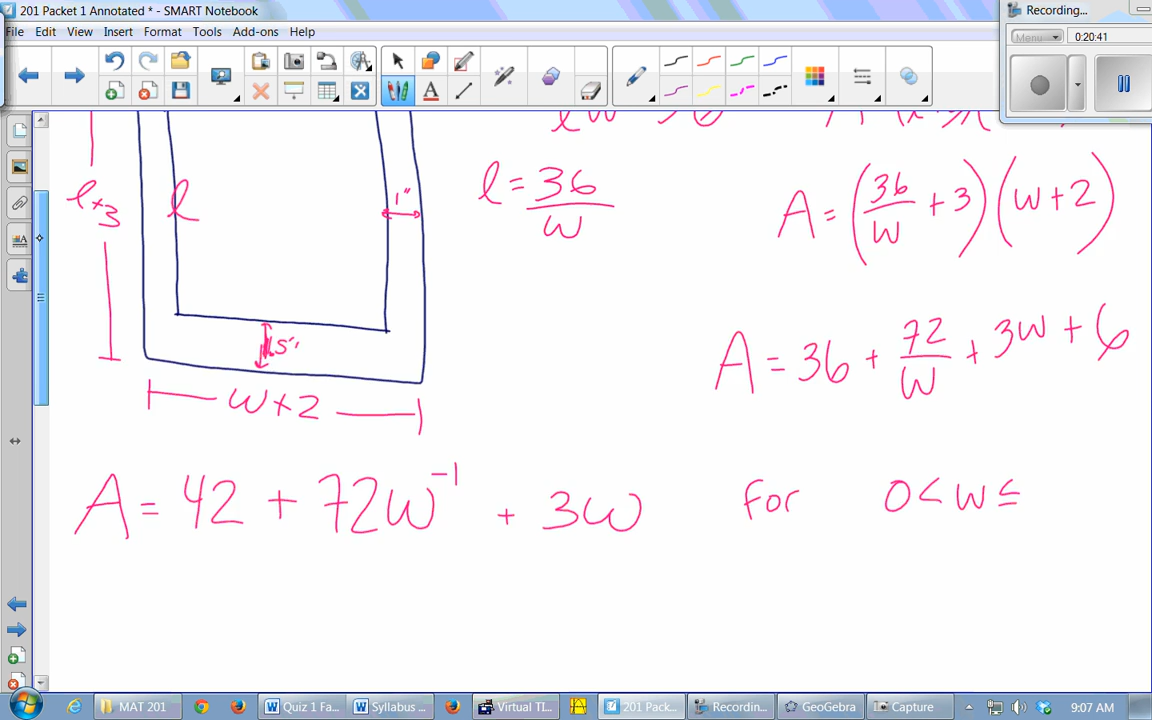 201 Packet 1 Annotated * - SMART Notebook
Recording...
File Edit View Insert Format Tools Add-ons Help
Menu
0:20:41
l = 36/w
A = (36/w + 3)(w + 2)
l+3
l
1"
1.5"
w+2
A = 36 + 72/w + 3w + 6
A = 42 + 72w⁻¹ + 3w for 0 < w ≤
MAT 201
Quiz 1 Fa...
Syllabus ...
Virtual TI...
201 Pack...
Recordin...
GeoGebra
Capture
9:07 AM